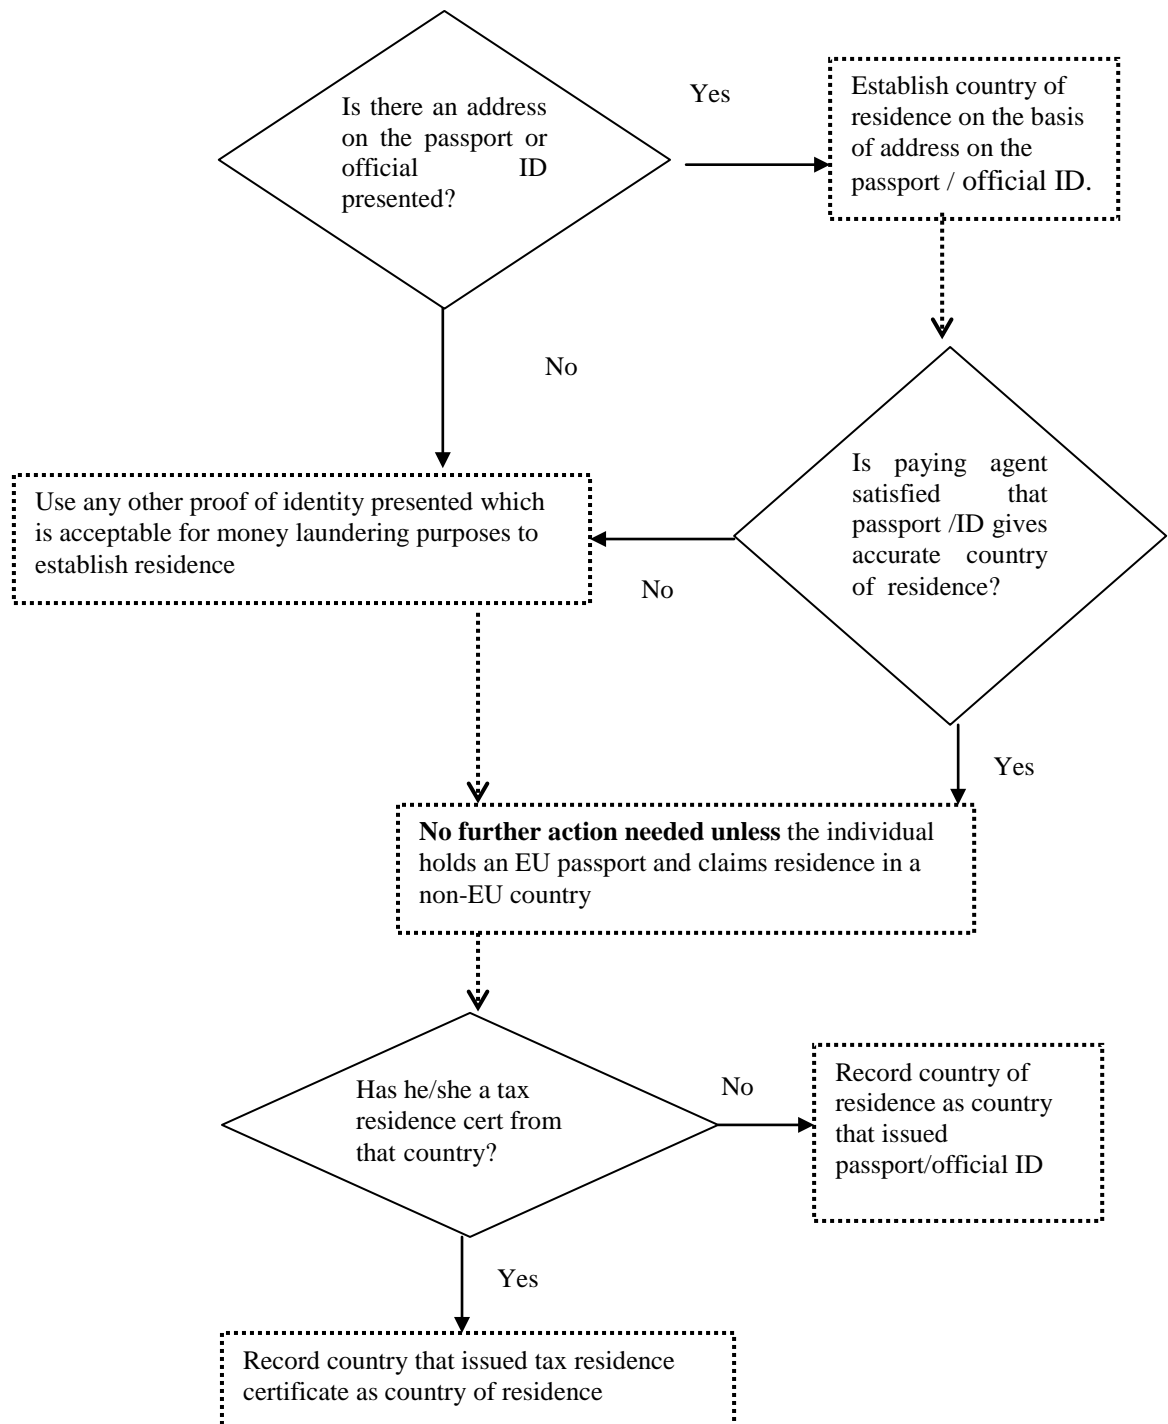 Is there an address
on the passport or
official ID
presented?
Yes
Establish country of
residence on the basis
of address on the
passport / official ID.
No
Use any other proof of identity presented which
is acceptable for money laundering purposes to
establish residence
Is paying agent
satisfied that
passport /ID gives
accurate country
of residence?
No
Yes
No further action needed unless the individual
holds an EU passport and claims residence in a
non-EU country
Has he/she a tax
residence cert from
that country?
No
Record country of
residence as country
that issued
passport/official ID
Yes
Record country that issued tax residence
certificate as country of residence